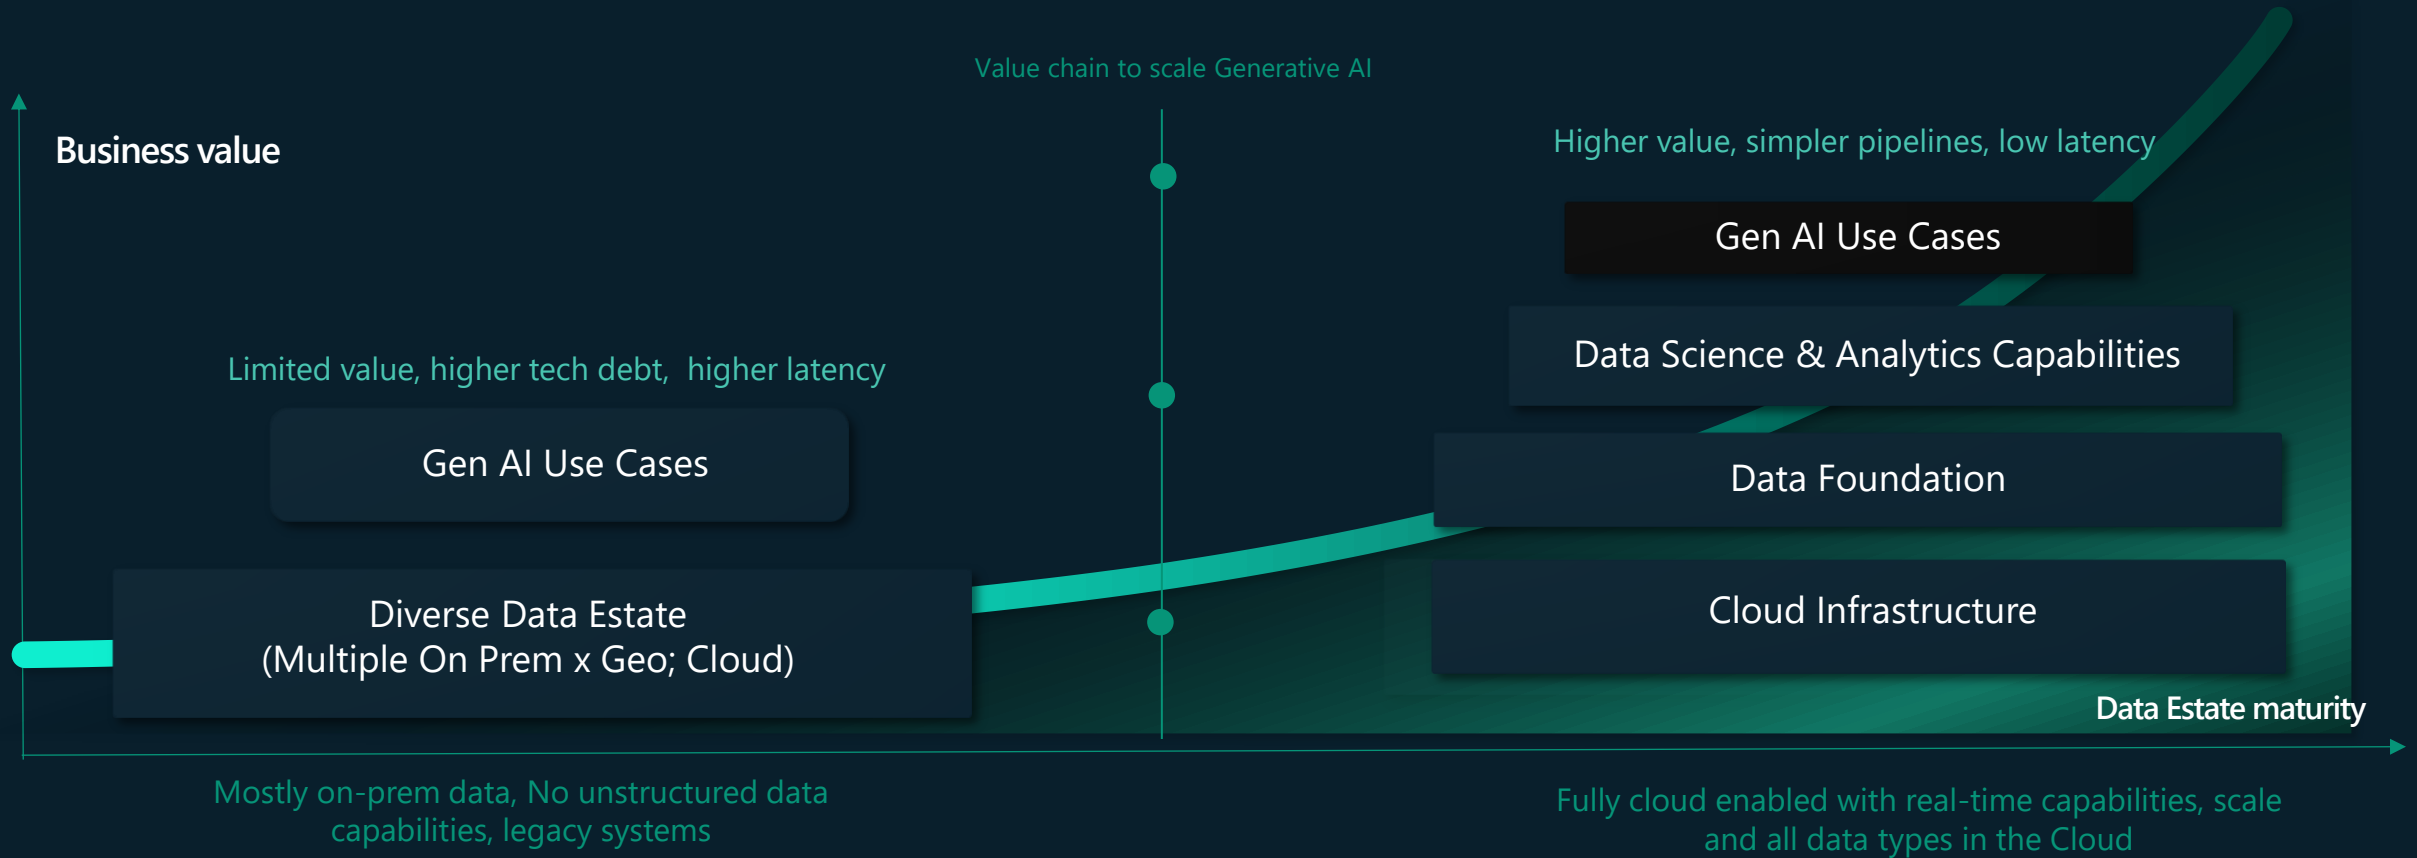 Value chain to scale Generative AI
Business value
Higher value, simpler pipelines, low latency
Gen AI Use Cases
Data Science & Analytics Capabilities
Limited value, higher tech debt,  higher latency
Gen AI Use Cases
Data Foundation
Diverse Data Estate
(Multiple On Prem x Geo; Cloud)
Cloud Infrastructure
Data Estate maturity
Mostly on-prem data, No unstructured data
capabilities, legacy systems
Fully cloud enabled with real-time capabilities, scale
and all data types in the Cloud